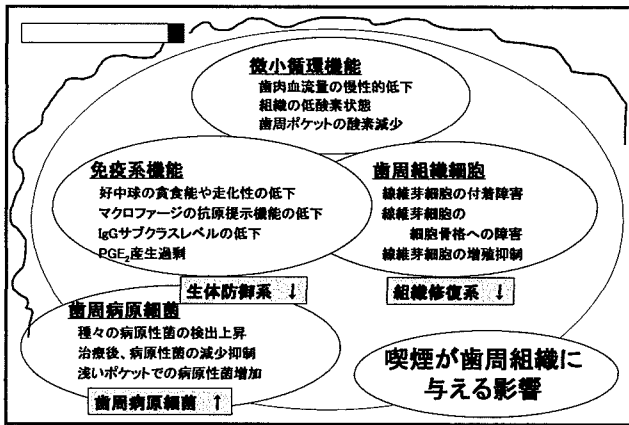 微小循環機能
歯肉血流量の慢性的低下
組織の低酸素状態
歯周ポケットの酸素減少
免疫系機能
好中球の貪食能や走化性の低下
マクロファージの抗原提示機能の低下
IgGサブクラスレベルの低下
PGE₂産生過剰
生体防御系 ↓
歯周組織細胞
線維芽細胞の付着障害
線維芽細胞の
細胞骨格への障害
線維芽細胞の増殖抑制
組織修復系 ↓
歯周病原細菌
種々の病原性菌の検出上昇
治療後、病原性菌の減少抑制
浅いポケットでの病原性菌増加
歯周病原細菌 ↑
喫煙が歯周組織に
与える影響